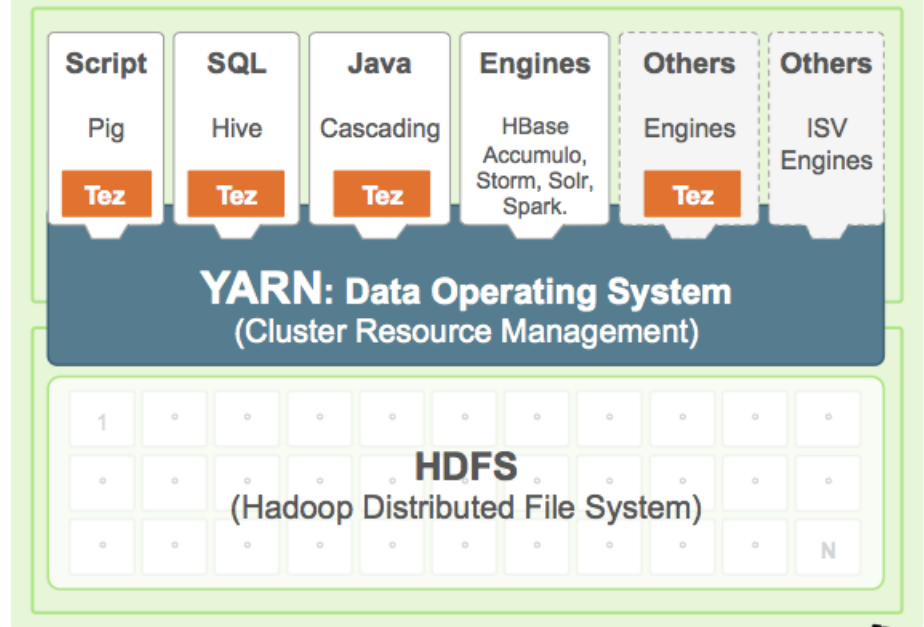 Script
Pig
Tez
SQL
Hive
Tez
Java
Cascading
Tez
Engines
HBase
Accumulo,
Storm, Solr,
Spark.
Others
Engines
Tez
Others
ISV
Engines
YARN: Data Operating System
(Cluster Resource Management)
1
HDFS
(Hadoop Distributed File System)
N